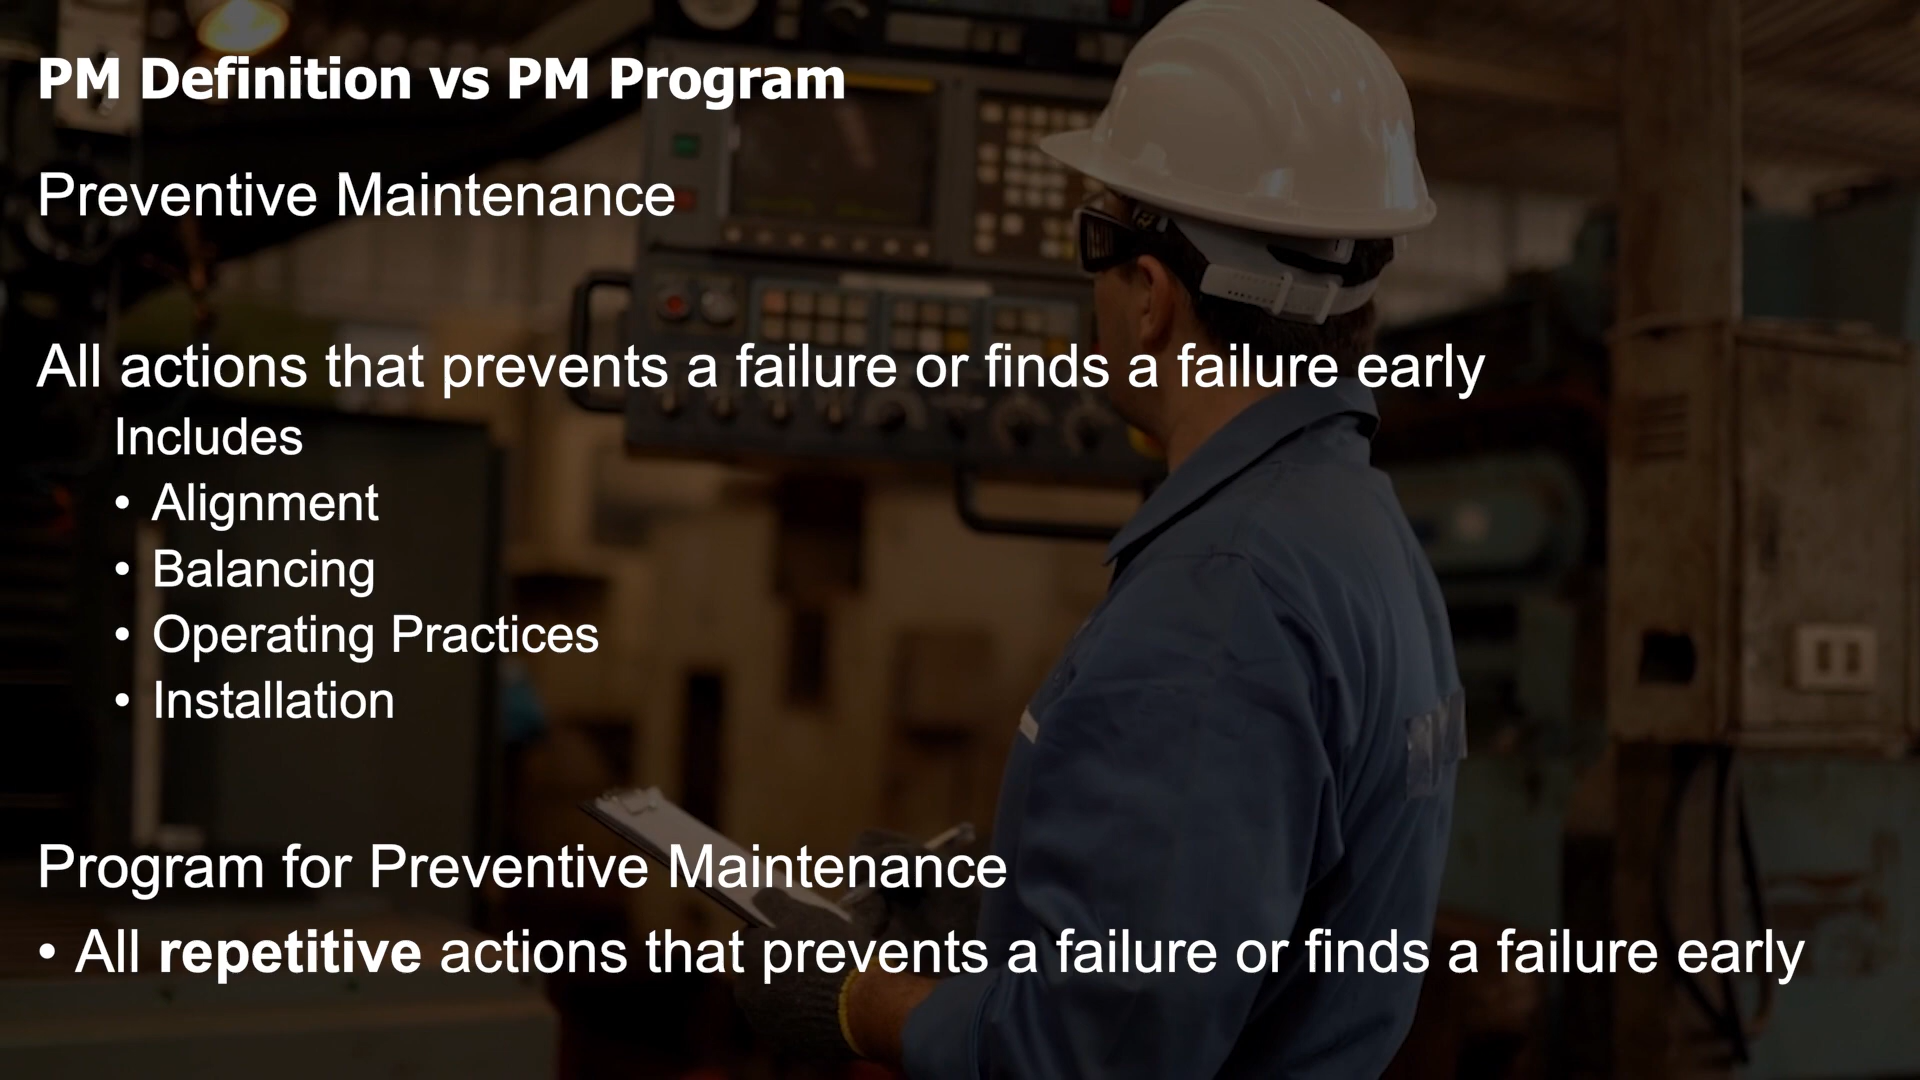 PM Definition vs PM Program
Preventive Maintenance
All actions that prevents a failure or finds a failure early
Includes
• Alignment
• Balancing
• Operating Practices
• Installation
Program for Preventive Maintenance
• All repetitive actions that prevents a failure or finds a failure early